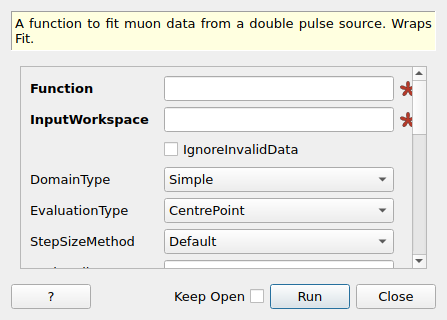 A function to fit muon data from a double pulse source. Wraps
Fit.
Function
InputWorkspace
IgnoreInvalidData
DomainType Simple
EvaluationType CentrePoint
StepSizeMethod Default
? Keep Open Run Close